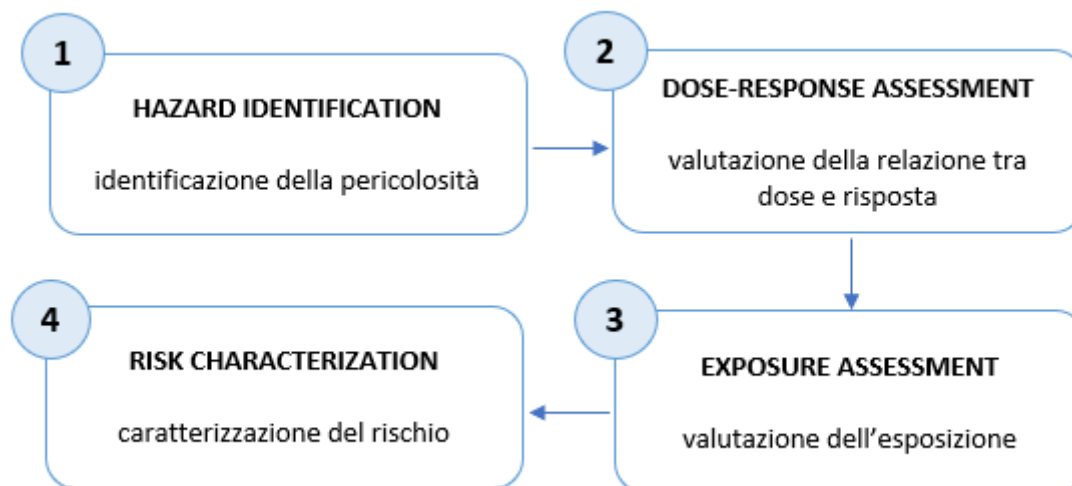 1
HAZARD IDENTIFICATION
identificazione della pericolosità
2
DOSE-RESPONSE ASSESSMENT
valutazione della relazione tra
dose e risposta
3
EXPOSURE ASSESSMENT
valutazione dell’esposizione
4
RISK CHARACTERIZATION
caratterizzazione del rischio